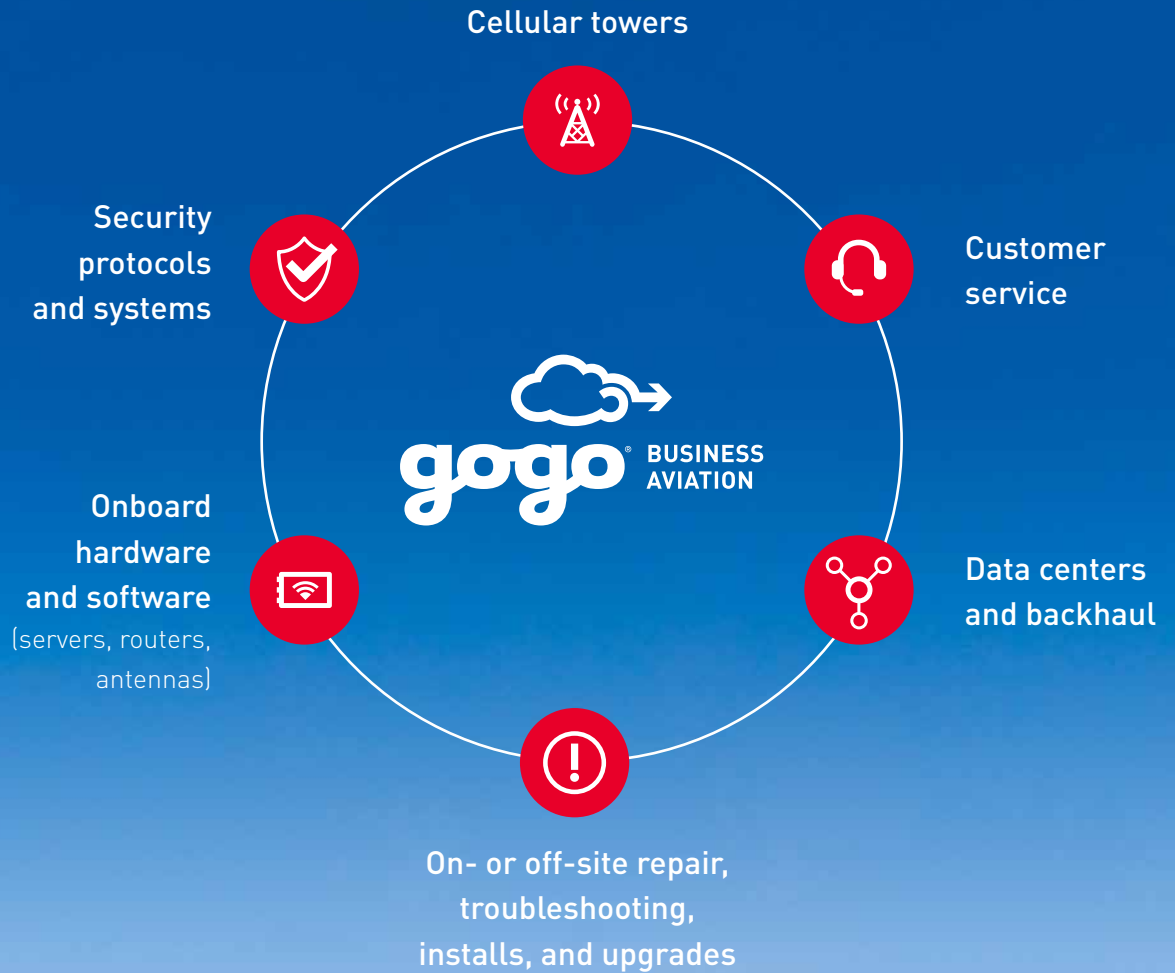 Cellular towers
Security
protocols
and systems
Customer
service
gogo® BUSINESS
AVIATION
Onboard
hardware
and software
(servers, routers,
antennas)
Data centers
and backhaul
On- or off-site repair,
troubleshooting,
installs, and upgrades